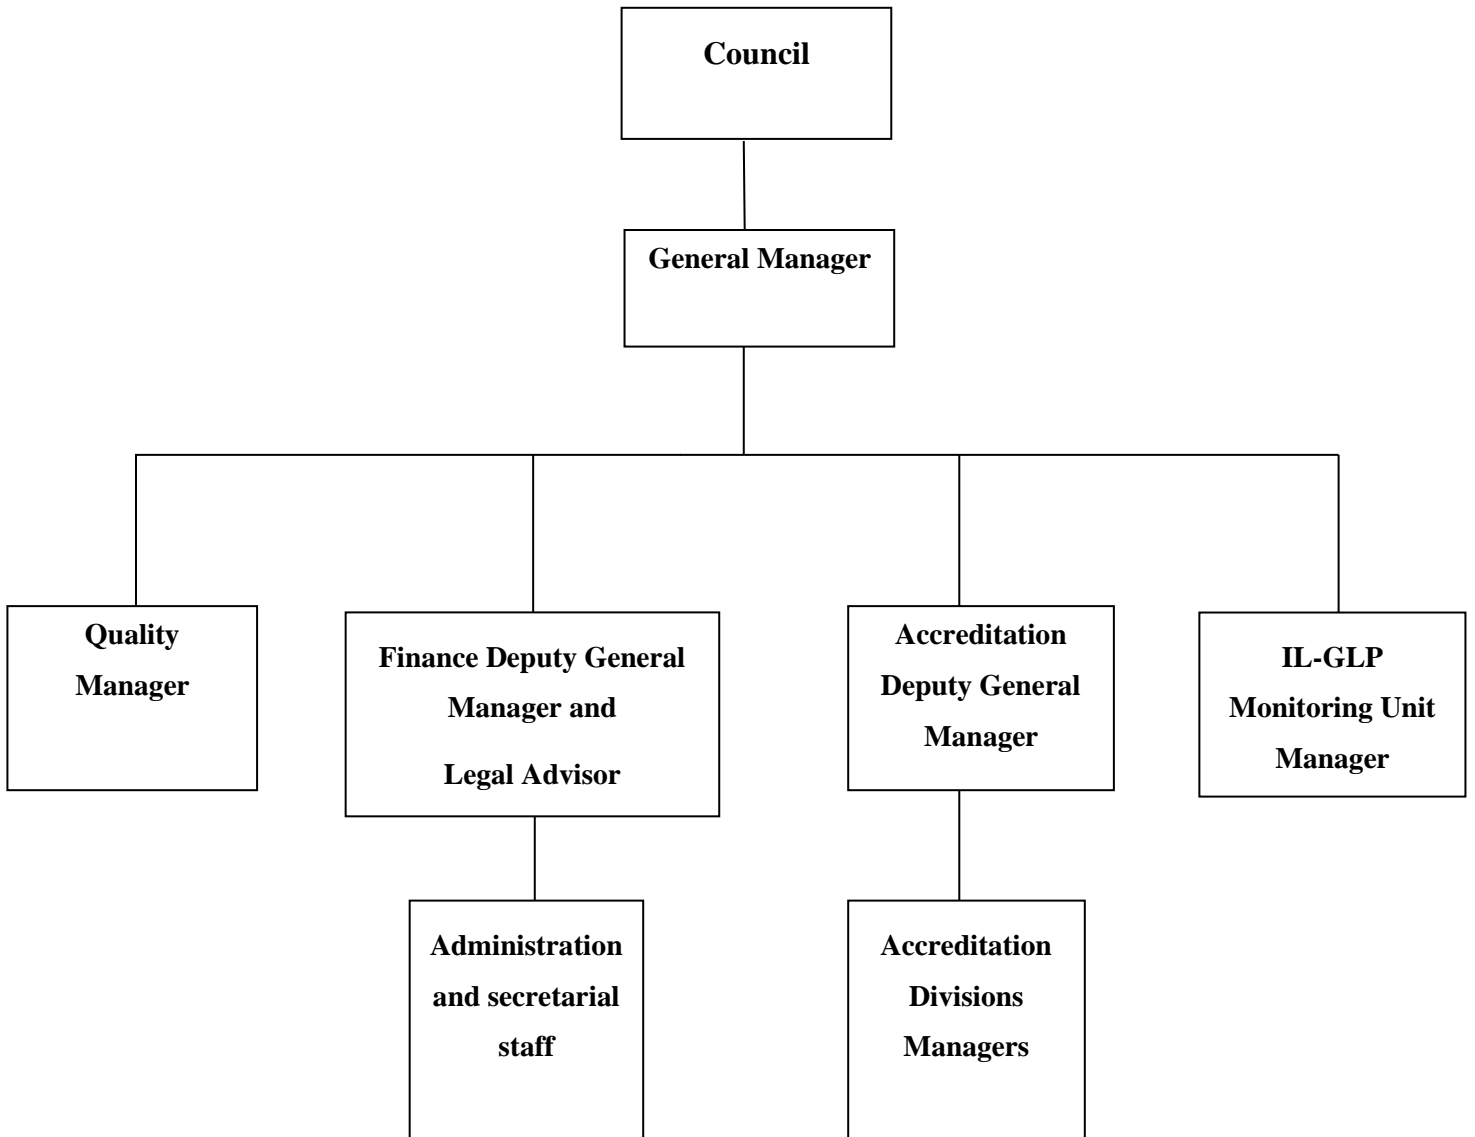 Council
General Manager
Quality
Manager
Finance Deputy General
Manager and
Legal Advisor
Accreditation
Deputy General
Manager
IL-GLP
Monitoring Unit
Manager
Administration
and secretarial
staff
Accreditation
Divisions
Managers